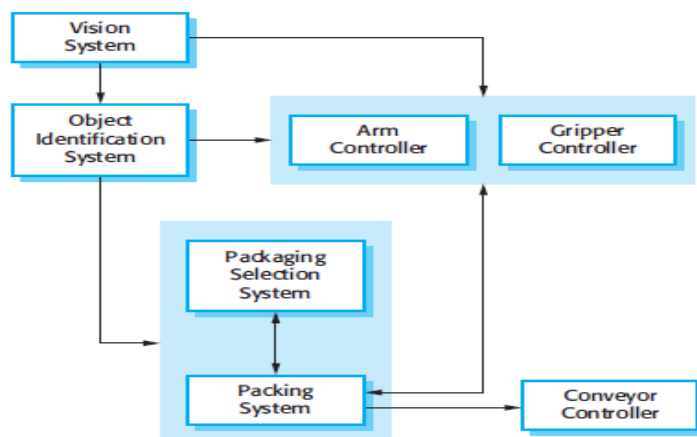 Vision
System
Object
Identification
System
Arm
Controller
Gripper
Controller
Packaging
Selection
System
Packing
System
Conveyor
Controller